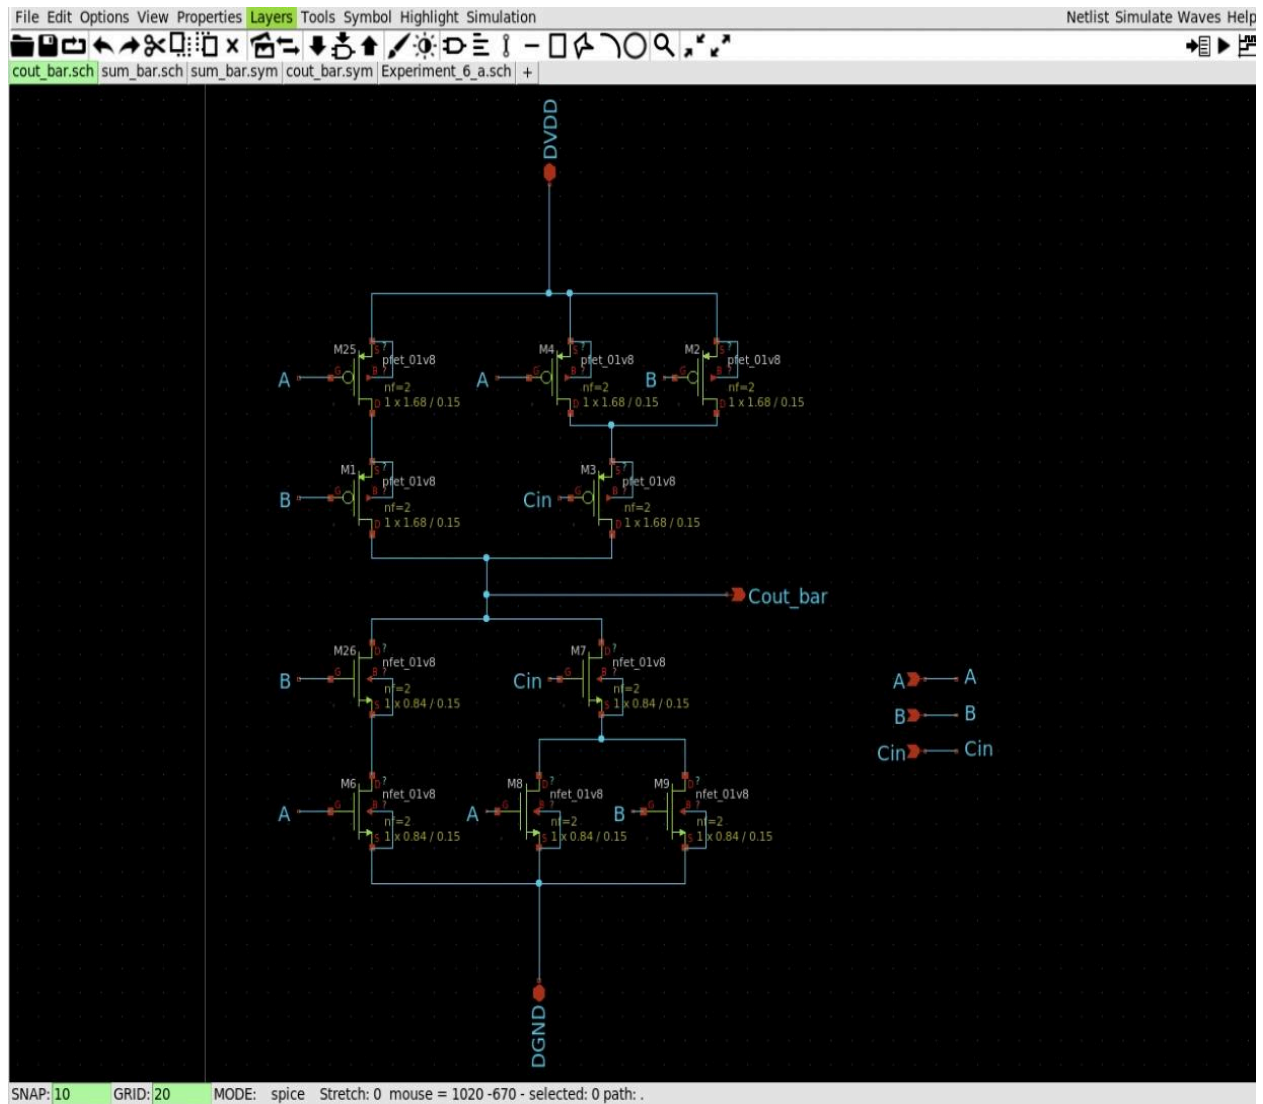 File Edit Options View Properties Layers Tools Symbol Highlight Simulation Netlist Simulate Waves Help
cout_bar.sch sum_bar.sch sum_bar.sym cout_bar.sym Experiment_6_a.sch +
DVDD
M25 S ? pfet_01v8
A G B nf=2
D 1 x 1.68 / 0.15
M4 S ? pfet_01v8
A G B nf=2
D 1 x 1.68 / 0.15
M2 S ? pfet_01v8
B G B nf=2
D 1 x 1.68 / 0.15
M1 S ? pfet_01v8
B G B nf=2
D 1 x 1.68 / 0.15
M3 S ? pfet_01v8
Cin G B nf=2
D 1 x 1.68 / 0.15
Cout_bar
M26 D ? nfet_01v8
B G B nf=2
S 1 x 0.84 / 0.15
M7 D ? nfet_01v8
Cin G B nf=2
S 1 x 0.84 / 0.15
A A
B B
Cin Cin
M6 D ? nfet_01v8
A G B nf=2
S 1 x 0.84 / 0.15
M8 D ? nfet_01v8
A G B nf=2
S 1 x 0.84 / 0.15
M9 D ? nfet_01v8
B G B nf=2
S 1 x 0.84 / 0.15
DGND
SNAP: 10 GRID: 20 MODE: spice Stretch: 0 mouse = 1020 -670 - selected: 0 path: .